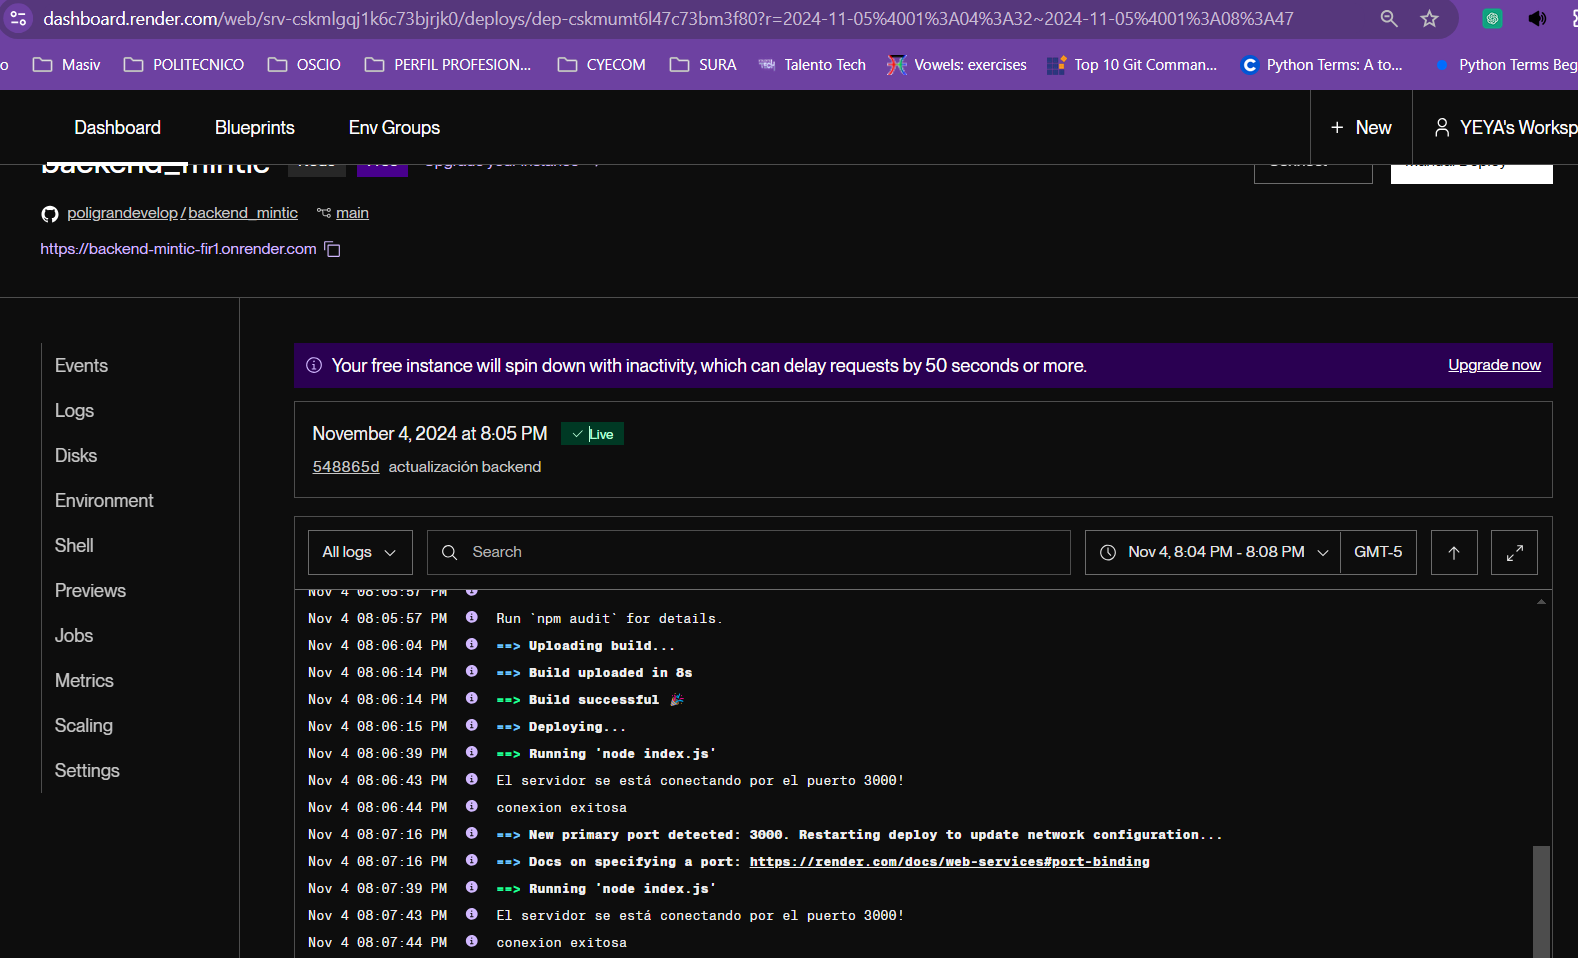 dashboard.render.com/web/srv-cskmlgqj1k6c73bjrjk0/deploys/dep-cskmumt6l47c73bm3f80?r=2024-11-05%4001%3A04%3A32~2024-11-05%4001%3A08%3A47
o Masiv POLITECNICO OSCIO PERFIL PROFESION... CYECOM SURA Talento Tech Vowels: exercises Top 10 Git Comman... Python Terms: A to... Python Terms Beg
Dashboard Blueprints Env Groups + New YEYA's Worksp
backend_mintic
poligrandevelop / backend_mintic main
https://backend-mintic-fir1.onrender.com
Events
Logs
Disks
Environment
Shell
Previews
Jobs
Metrics
Scaling
Settings
Your free instance will spin down with inactivity, which can delay requests by 50 seconds or more. Upgrade now
November 4, 2024 at 8:05 PM Live
548865d actualización backend
All logs Search Nov 4, 8:04 PM - 8:08 PM GMT-5
Nov 4 08:05:57 PM
Nov 4 08:05:57 PM Run `npm audit` for details.
Nov 4 08:06:04 PM ==> Uploading build...
Nov 4 08:06:14 PM ==> Build uploaded in 8s
Nov 4 08:06:14 PM ==> Build successful 🎉
Nov 4 08:06:15 PM ==> Deploying...
Nov 4 08:06:39 PM ==> Running 'node index.js'
Nov 4 08:06:43 PM El servidor se está conectando por el puerto 3000!
Nov 4 08:06:44 PM conexion exitosa
Nov 4 08:07:16 PM ==> New primary port detected: 3000. Restarting deploy to update network configuration...
Nov 4 08:07:16 PM ==> Docs on specifying a port: https://render.com/docs/web-services#port-binding
Nov 4 08:07:39 PM ==> Running 'node index.js'
Nov 4 08:07:43 PM El servidor se está conectando por el puerto 3000!
Nov 4 08:07:44 PM conexion exitosa